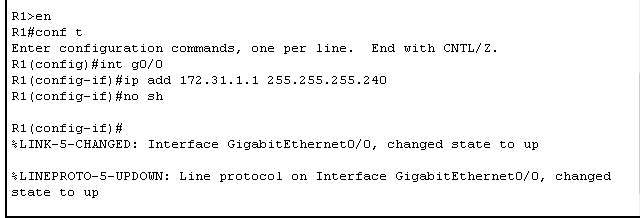 R1>en
R1#conf t
Enter configuration commands, one per line.  End with CNTL/Z.
R1(config)#int g0/0
R1(config-if)#ip add 172.31.1.1 255.255.255.240
R1(config-if)#no sh
R1(config-if)#
%LINK-5-CHANGED: Interface GigabitEthernet0/0, changed state to up
%LINEPROTO-5-UPDOWN: Line protocol on Interface GigabitEthernet0/0, changed
state to up